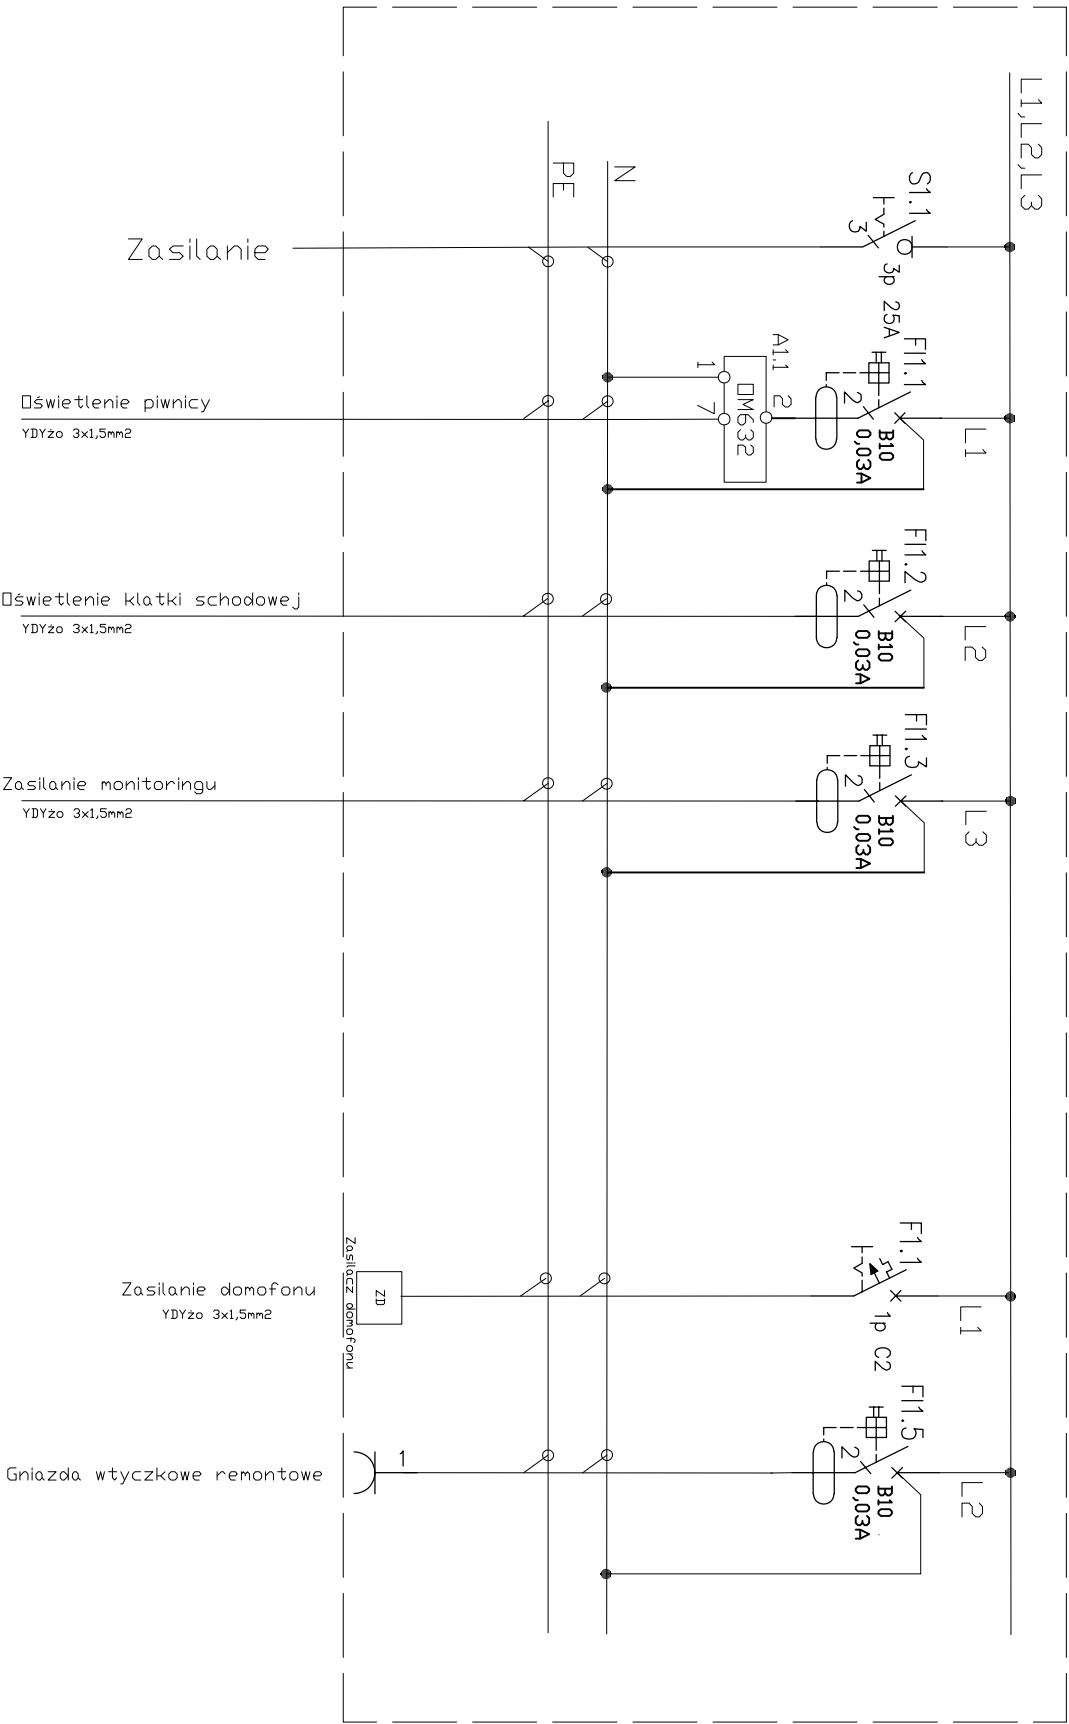 L1,L2,L3
N
PE
Zasilanie
S1.1
3
3p 25A
FI1.1
2
B10
0,03A
L1
A1.1
OM632
1
7
2
Oświetlenie piwnicy
YDYżo 3x1,5mm2
FI1.2
2
B10
0,03A
L2
Oświetlenie klatki schodowej
YDYżo 3x1,5mm2
FI1.3
2
B10
0,03A
L3
Zasilanie monitoringu
YDYżo 3x1,5mm2
F1.1
1p C2
L1
Zasilacz domofonu
ZD
Zasilanie domofonu
YDYżo 3x1,5mm2
FI1.5
2
B10
0,03A
L2
1
Gniazda wtyczkowe remontowe